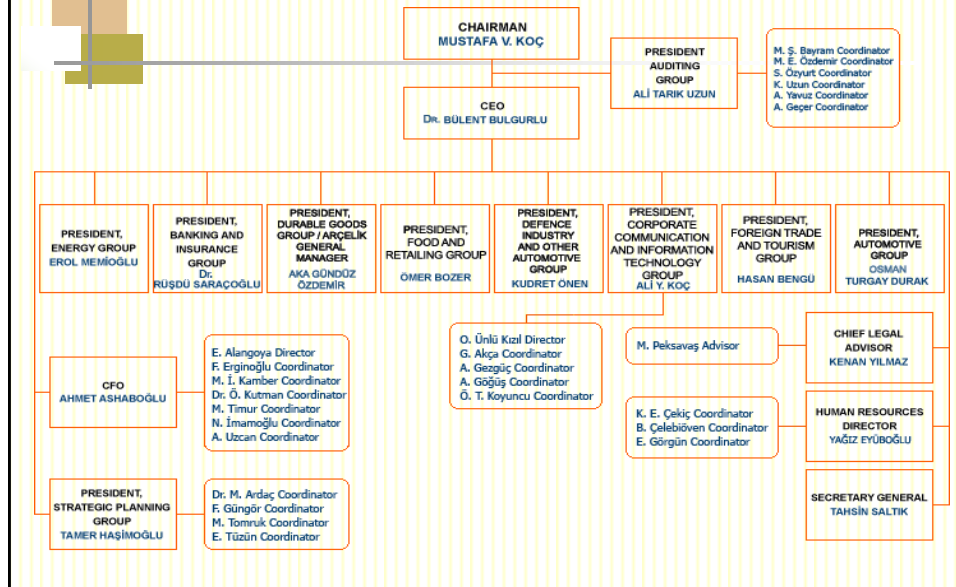 CHAIRMAN
MUSTAFA V. KOÇ
PRESIDENT
AUDITING
GROUP
ALİ TARIK UZUN
M. Ş. Bayram Coordinator
M. E. Özdemir Coordinator
S. Özyurt Coordinator
K. Uzun Coordinator
A. Yavuz Coordinator
A. Geçer Coordinator
CEO
DR. BÜLENT BULGURLU
PRESIDENT,
ENERGY GROUP
EROL MEMİOĞLU
PRESIDENT,
BANKING AND
INSURANCE
GROUP
Dr.
RÜŞDÜ SARAÇOĞLU
PRESIDENT,
DURABLE GOODS
GROUP / ARÇELİK
GENERAL
MANAGER
AKA GÜNDÜZ
ÖZDEMİR
PRESIDENT,
FOOD AND
RETAILING GROUP
ÖMER BOZER
PRESIDENT,
DEFENCE
INDUSTRY
AND OTHER
AUTOMOTIVE
GROUP
KUDRET ÖNEN
PRESIDENT,
CORPORATE
COMMUNICATION
AND INFORMATION
TECHNOLOGY
GROUP
ALİ Y. KOÇ
PRESIDENT,
FOREIGN TRADE
AND TOURISM
GROUP
HASAN BENGÜ
PRESIDENT,
AUTOMOTIVE
GROUP
OSMAN
TURGAY DURAK
O. Ünlü Kızıl Director
G. Akça Coordinator
A. Gezgüç Coordinator
A. Göğüş Coordinator
Ö. T. Koyuncu Coordinator
M. Peksavaş Advisor
CHIEF LEGAL
ADVISOR
KENAN YILMAZ
CFO
AHMET ASHABOĞLU
E. Alangoya Director
F. Erginoğlu Coordinator
M. İ. Kamber Coordinator
Dr. Ö. Kutman Coordinator
M. Timur Coordinator
N. İmamoğlu Coordinator
A. Uzcan Coordinator
K. E. Çekiç Coordinator
B. Çelebiöven Coordinator
E. Görgün Coordinator
HUMAN RESOURCES
DIRECTOR
YAĞIZ EYÜBOĞLU
PRESIDENT,
STRATEGIC PLANNING
GROUP
TAMER HAŞİMOĞLU
Dr. M. Ardaç Coordinator
F. Güngör Coordinator
M. Tomruk Coordinator
E. Tüzün Coordinator
SECRETARY GENERAL
TAHSİN SALTIK